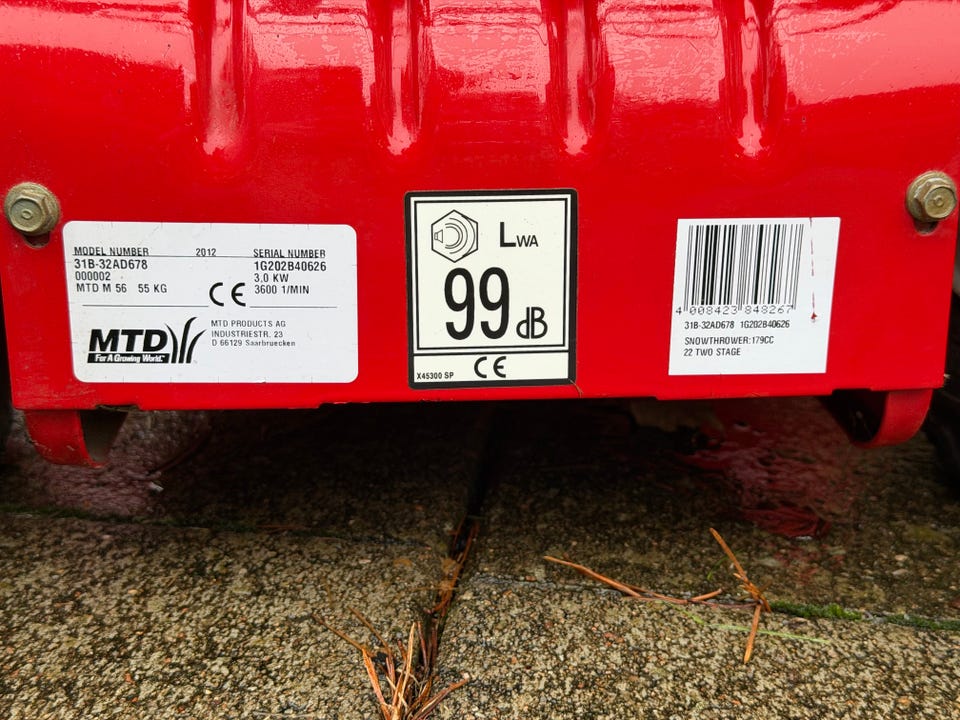 MODEL NUMBER 2012 SERIAL NUMBER
31B-32AD678 1G202B40626
000002 3,0 KW
MTD M 56 55 KG CE 3600 1/MIN
MTD
For A Growing World.
MTD PRODUCTS AG
INDUSTRIESTR. 23
D 66129 Saarbruecken
LWA
99 dB
X45300 SP CE
4 008423 848267
31B-32AD678 1G202B40626
SNOWTHROWER:179CC
22 TWO STAGE